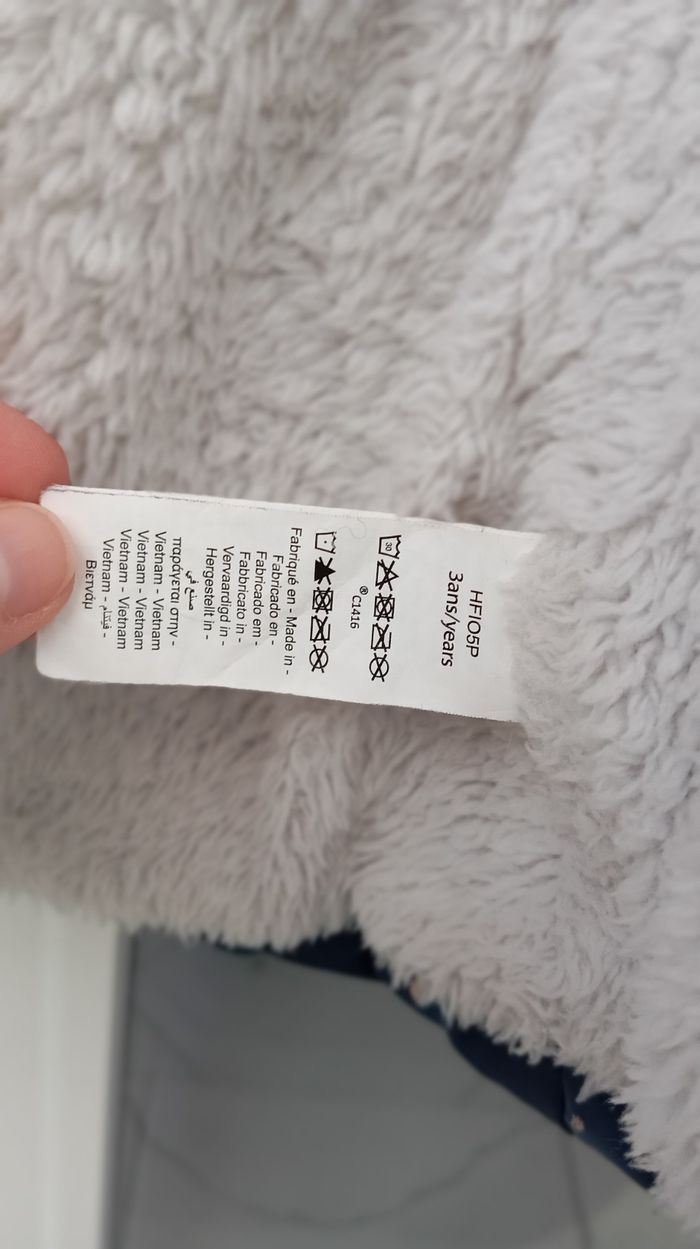 HFIO5P
3ans/years
30
® C1416
Fabriqué en - Made in -
Fabricado en -
Fabricado em -
Fabbricato in -
Vervaardigd in -
Hergestellt in -
صنع في
παράγεται στην -
Vietnam - Vietnam
Vietnam - Vietnam
Vietnam - Vietnam
Vietnam - فيتنام -
Βιετνάμ